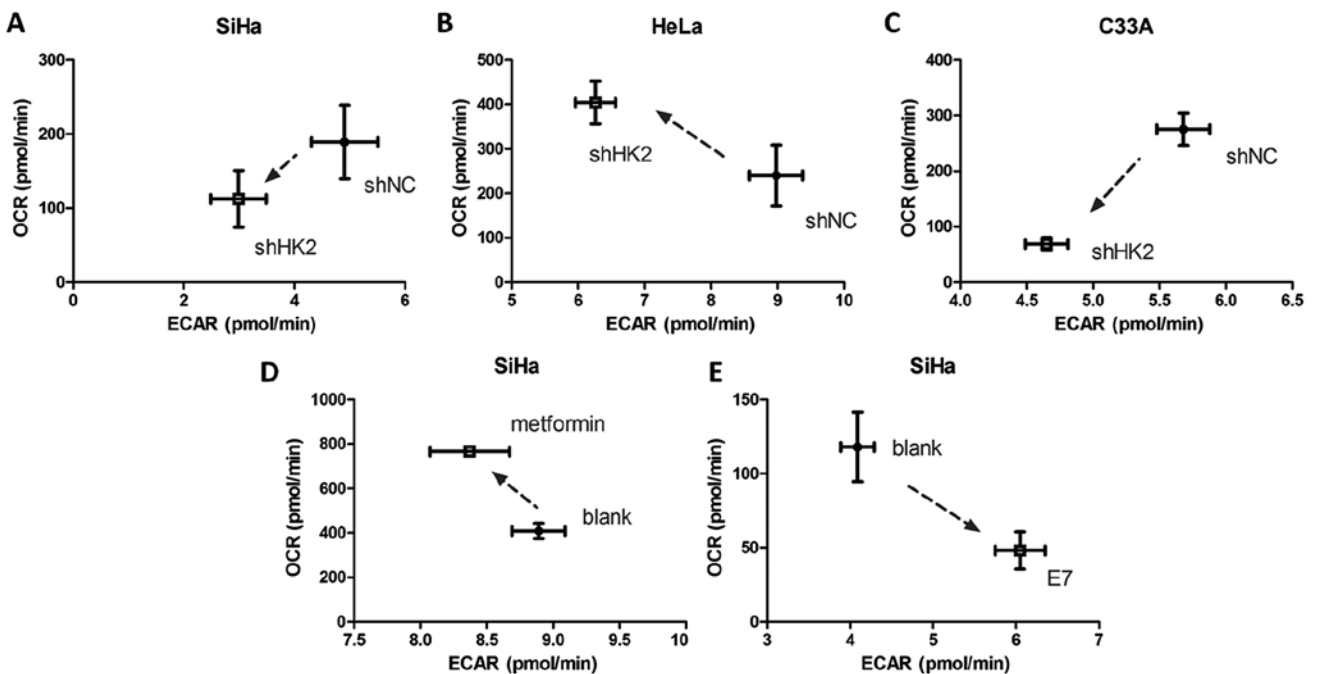 A
SiHa
300
200
100
0
OCR (pmol/min)
shNC
shHK2
0 2 4 6
ECAR (pmol/min)
B
HeLa
500
400
300
200
100
0
OCR (pmol/min)
shHK2
shNC
5 6 7 8 9 10
ECAR (pmol/min)
C
C33A
400
300
200
100
0
OCR (pmol/min)
shNC
shHK2
4.0 4.5 5.0 5.5 6.0 6.5
ECAR (pmol/min)
D
SiHa
1000
800
600
400
200
0
OCR (pmol/min)
metformin
blank
7.5 8.0 8.5 9.0 9.5 10
ECAR (pmol/min)
E
SiHa
150
100
50
0
OCR (pmol/min)
blank
E7
3 4 5 6 7
ECAR (pmol/min)